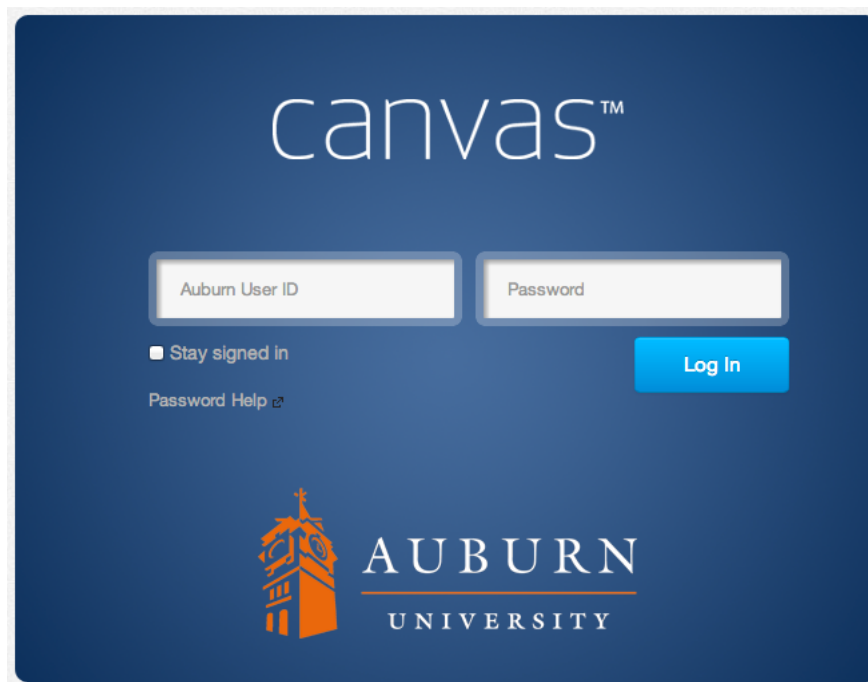 canvas™
Auburn User ID
Password
Stay signed in
Log In
Password Help
AUBURN
UNIVERSITY